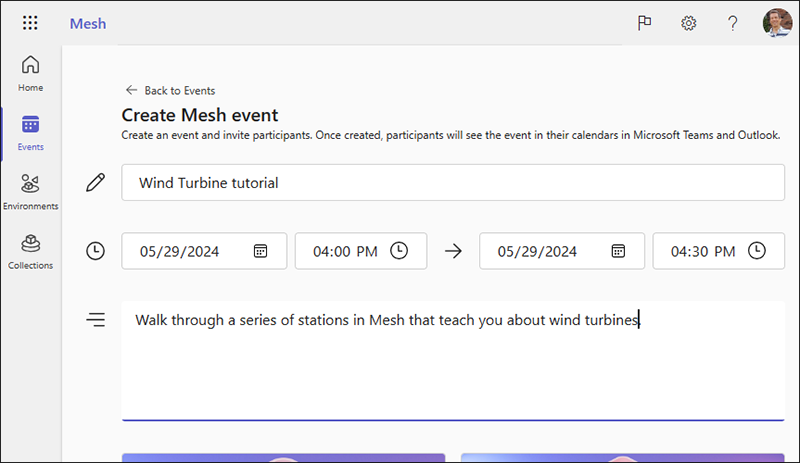 Mesh
Home
Events
Environments
Collections
Back to Events
Create Mesh event
Create an event and invite participants. Once created, participants will see the event in their calendars in Microsoft Teams and Outlook.
Wind Turbine tutorial
05/29/2024 04:00 PM 05/29/2024 04:30 PM
Walk through a series of stations in Mesh that teach you about wind turbines.